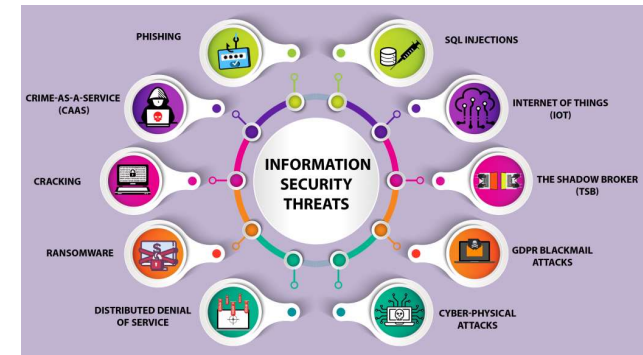 PHISHING
SQL INJECTIONS
CRIME-AS-A-SERVICE
(CAAS)
INTERNET OF THINGS
(IOT)
INFORMATION
SECURITY
THREATS
CRACKING
THE SHADOW BROKER
(TSB)
RANSOMWARE
GDPR BLACKMAIL
ATTACKS
DISTRIBUTED DENIAL
OF SERVICE
CYBER-PHYSICAL
ATTACKS